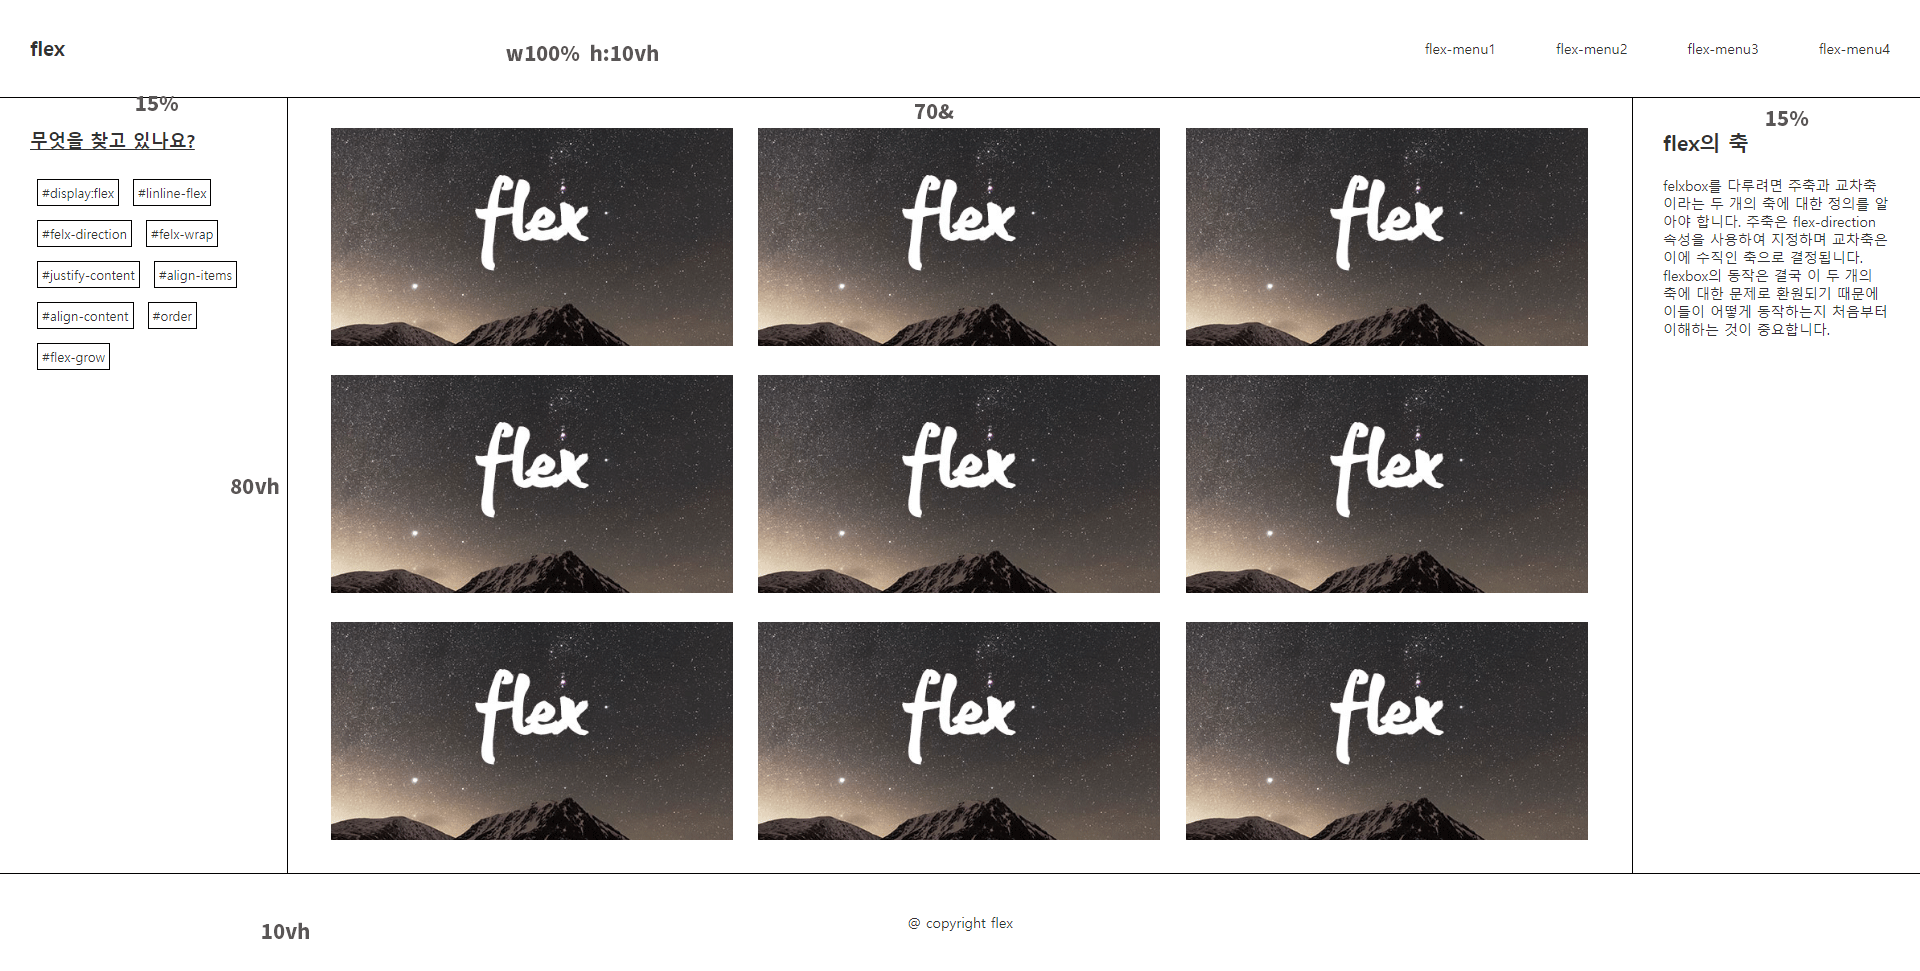 flex
w100% h:10vh
flex-menu1 flex-menu2 flex-menu3 flex-menu4
15%
무엇을 찾고 있나요?
#display:flex #linline-flex
#felx-direction #felx-wrap
#justify-content #align-items
#align-content #order
#flex-grow
80vh
70&
flex flex flex
flex flex flex
flex flex flex
15%
flex의 축
felxbox를 다루려면 주축과 교차축
이라는 두 개의 축에 대한 정의를 알
아야 합니다. 주축은 flex-direction
속성을 사용하여 지정하며 교차축은
이에 수직인 축으로 결정됩니다.
flexbox의 동작은 결국 이 두 개의
축에 대한 문제로 환원되기 때문에
이들이 어떻게 동작하는지 처음부터
이해하는 것이 중요합니다.
10vh
@ copyright flex